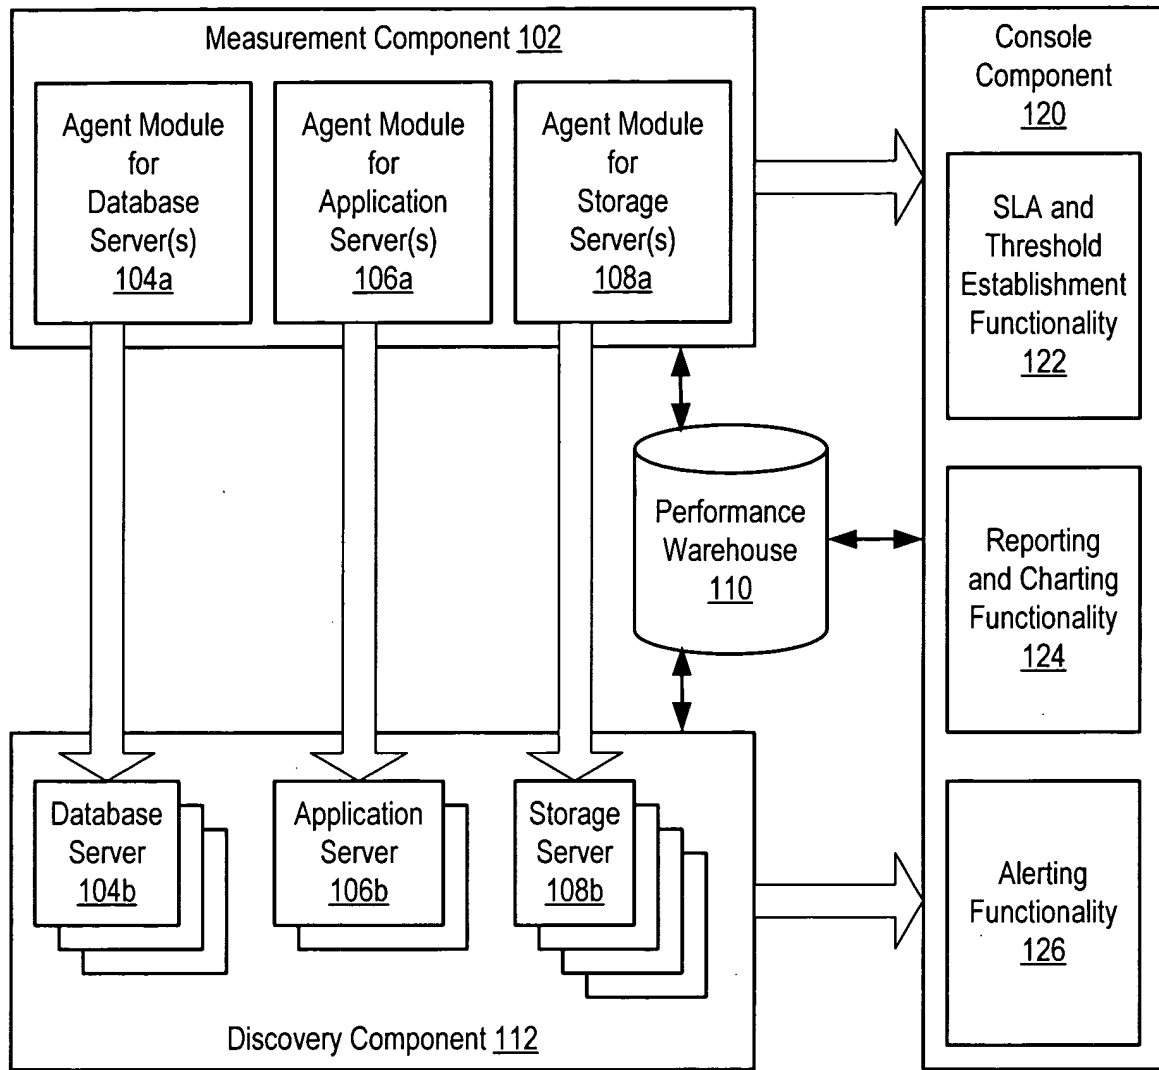 Measurement Component 102
Agent Module
for
Database
Server(s)
104a
Agent Module
for
Application
Server(s)
106a
Agent Module
for
Storage
Server(s)
108a
Console
Component
120
SLA and
Threshold
Establishment
Functionality
122
Performance
Warehouse
110
Reporting
and Charting
Functionality
124
Database
Server
104b
Application
Server
106b
Storage
Server
108b
Alerting
Functionality
126
Discovery Component 112